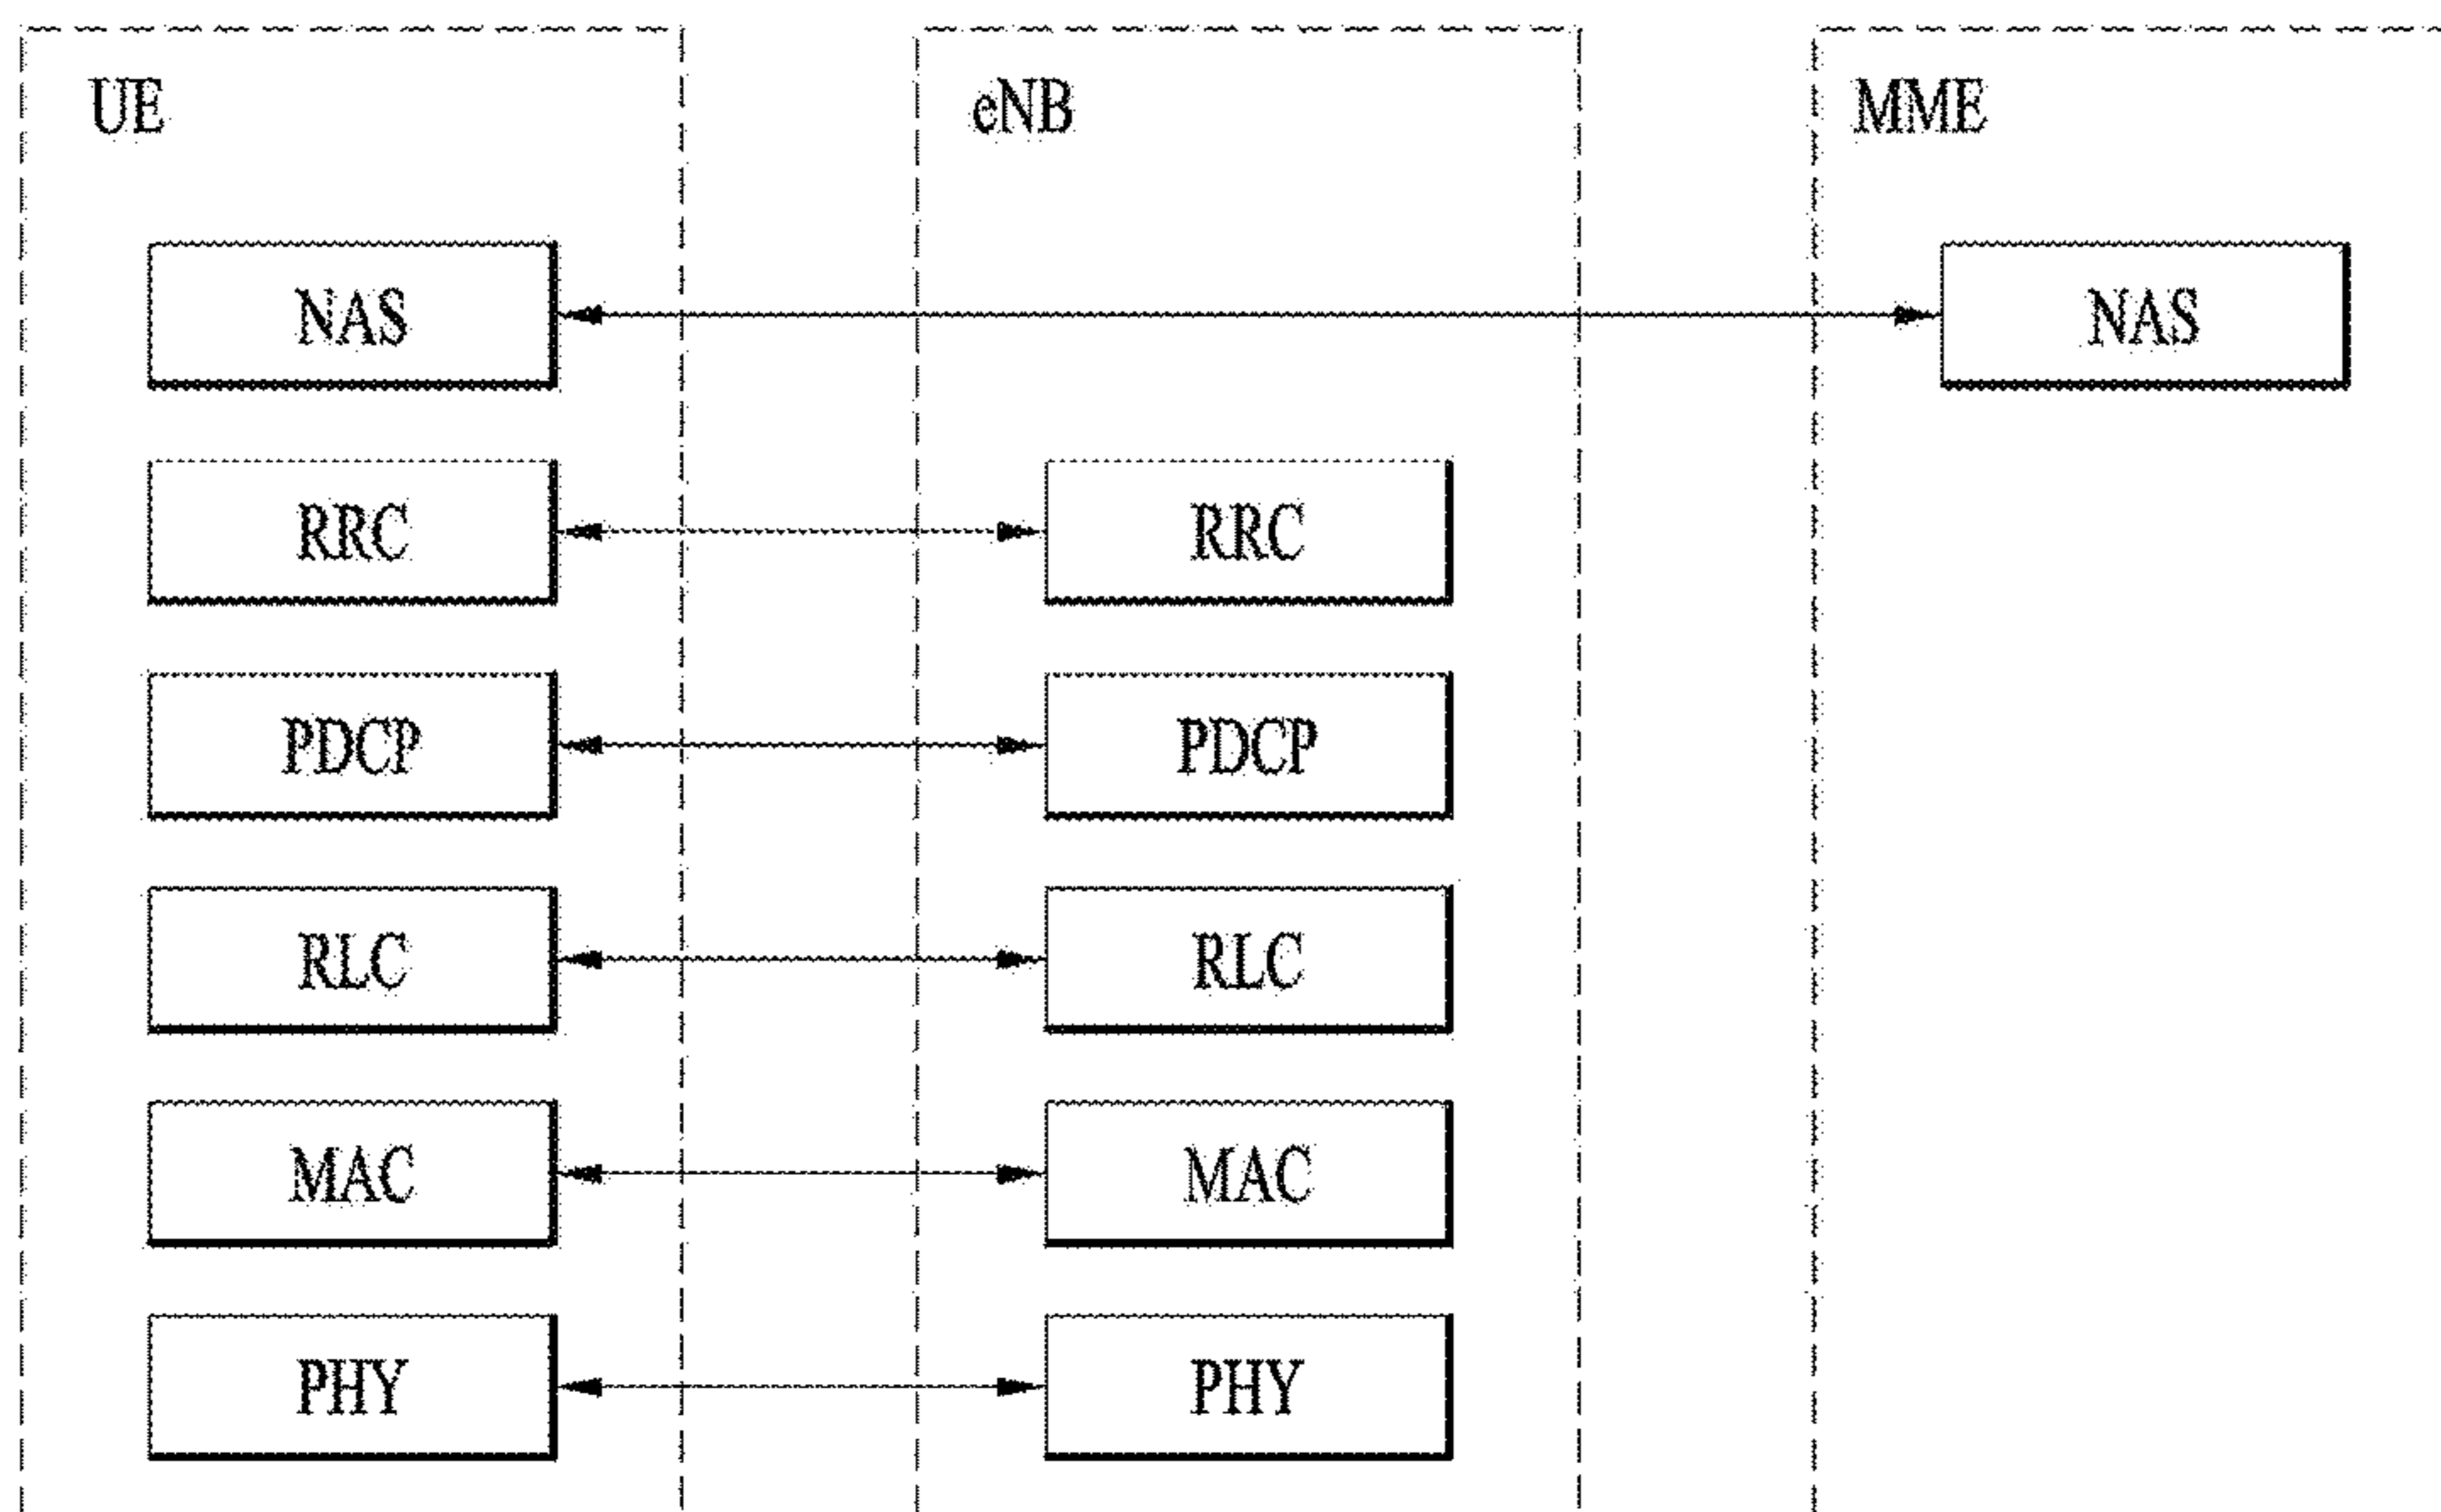 UE eNB MME
NAS NAS
RRC RRC
PDCP PDCP
RLC RLC
MAC MAC
PHY PHY